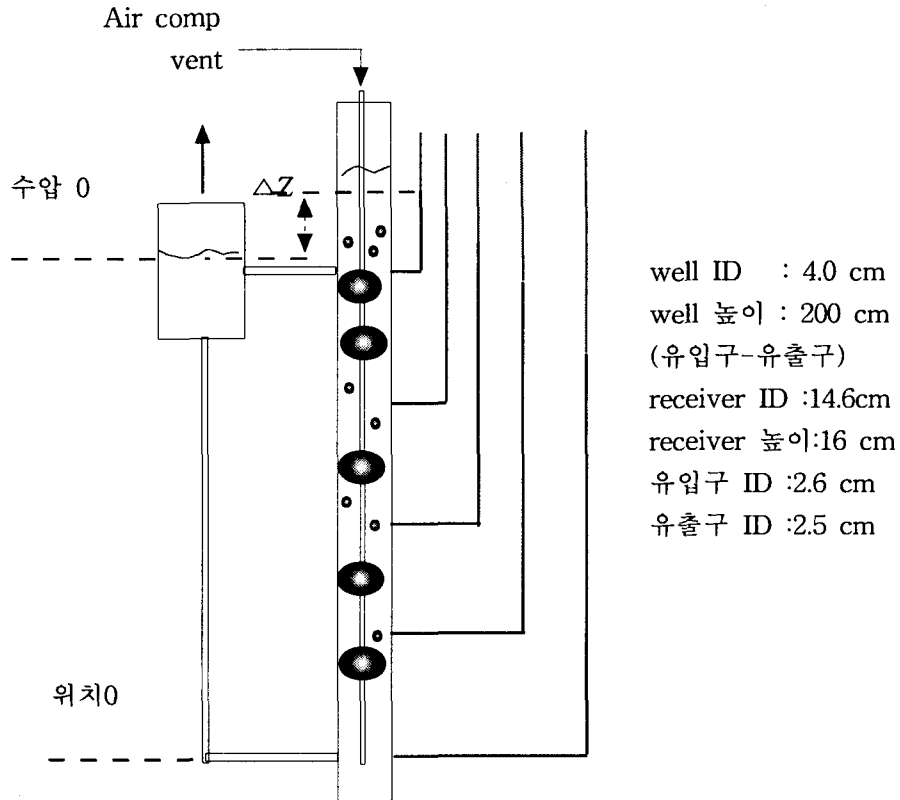 Air comp
vent
수압 0
△Z
위치0
well ID : 4.0 cm
well 높이 : 200 cm
(유입구-유출구)
receiver ID :14.6cm
receiver 높이:16 cm
유입구 ID :2.6 cm
유출구 ID :2.5 cm